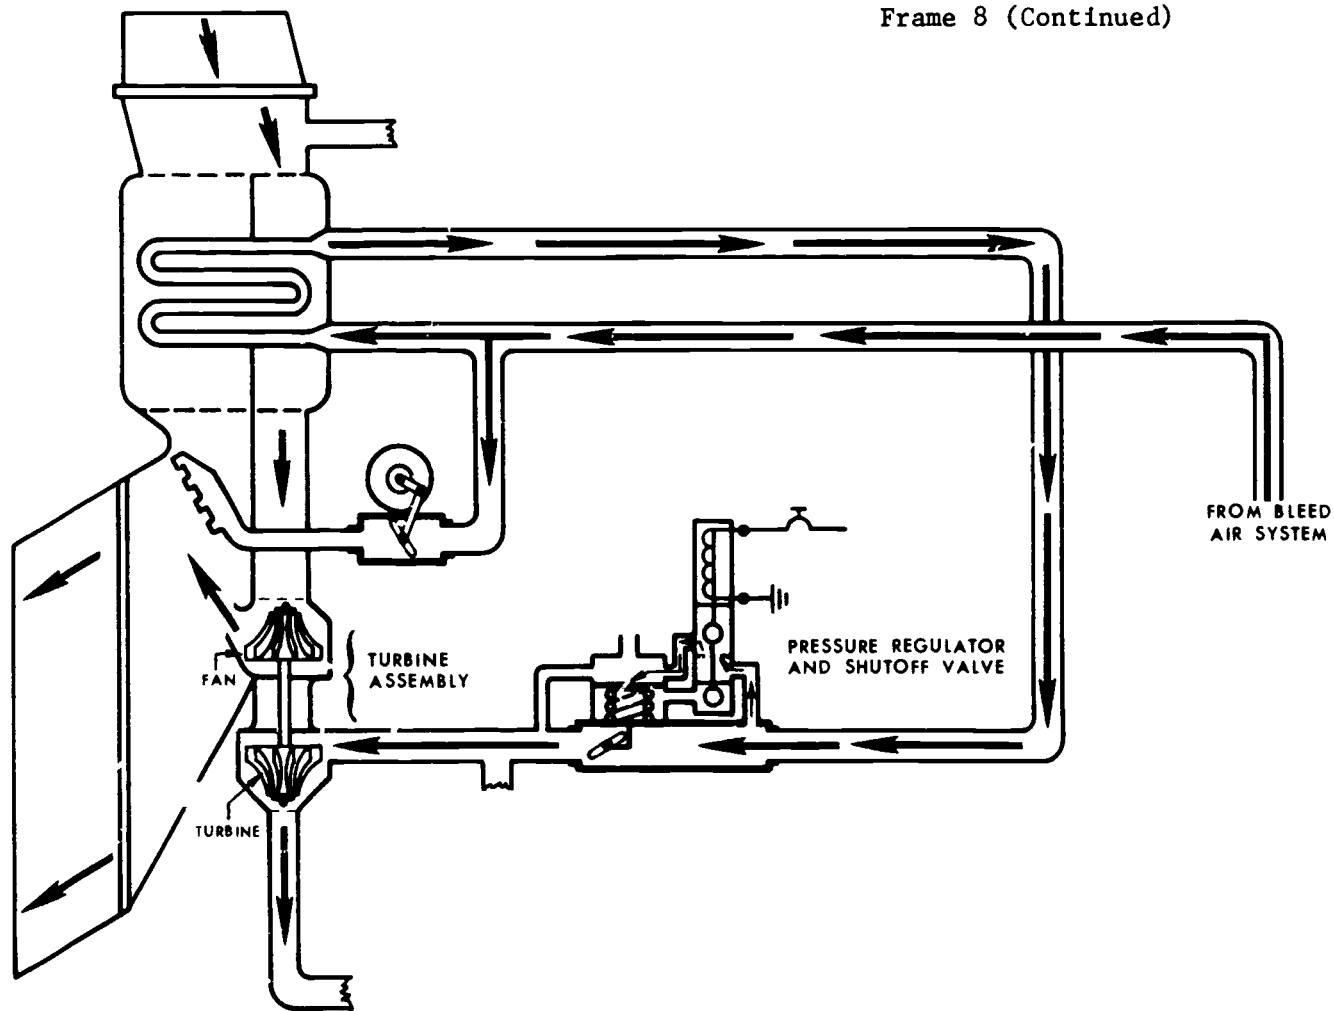 Frame 8 (Continued)
FROM BLEED
AIR SYSTEM
PRESSURE REGULATOR
AND SHUTOFF VALVE
TURBINE
ASSEMBLY
FAN
TURBINE